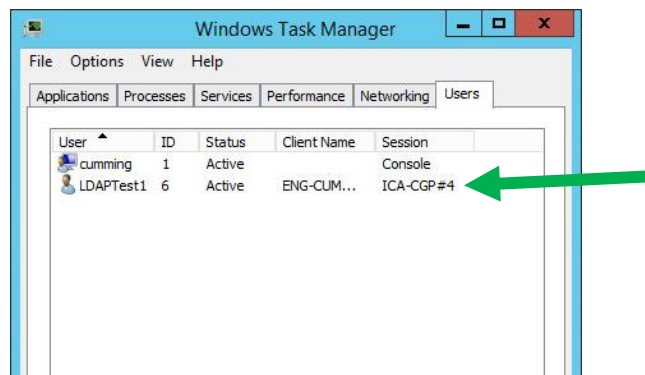 Windows Task Manager
File Options View Help
Applications Processes Services Performance Networking Users
User ID Status Client Name Session
cumming 1 Active Console
LDAPTest1 6 Active ENG-CUM... ICA-CGP#4